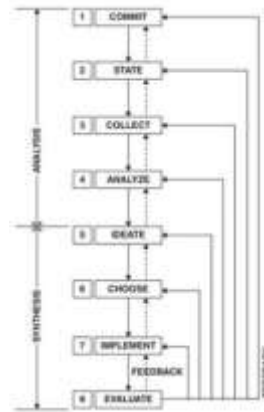 1 COMMIT
2 STATE
3 COLLECT
4 ANALYZE
5 IDEATE
6 CHOOSE
7 IMPLEMENT
8 EVALUATE
ANALYSIS
SYNTHESIS
FEEDBACK
FEEDBACK